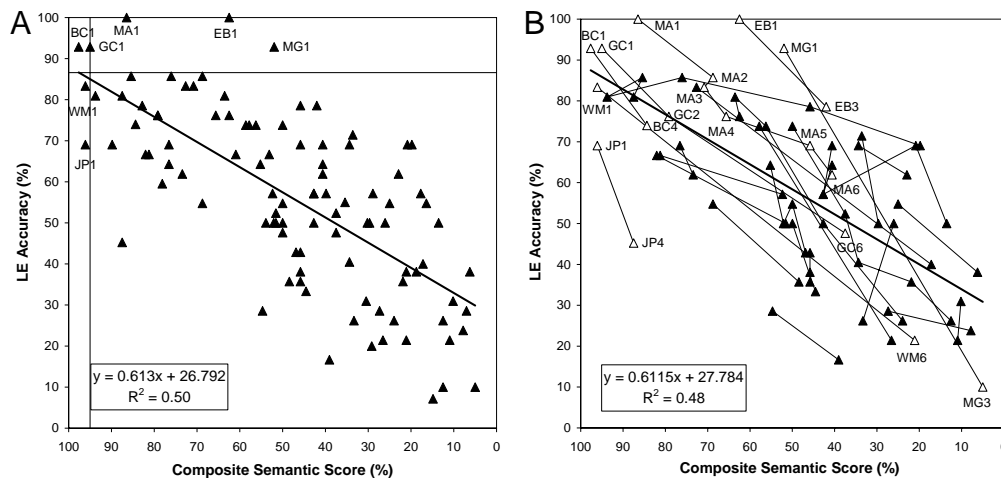 A
B
LE Accuracy (%)
100
90
80
70
60
50
40
30
20
10
0
BC1
GC1
MA1
EB1
MG1
WM1
JP1
y = 0.613x + 26.792
R² = 0.50
100 90 80 70 60 50 40 30 20 10 0
Composite Semantic Score (%)
LE Accuracy (%)
100
90
80
70
60
50
40
30
20
10
0
BC1
GC1
MA1
EB1
MG1
MA2
WM1
MA3
GC2
EB3
BC4
MA4
MA5
JP1
MA6
GC6
JP4
WM6
MG3
y = 0.6115x + 27.784
R² = 0.48
100 90 80 70 60 50 40 30 20 10 0
Composite Semantic Score (%)